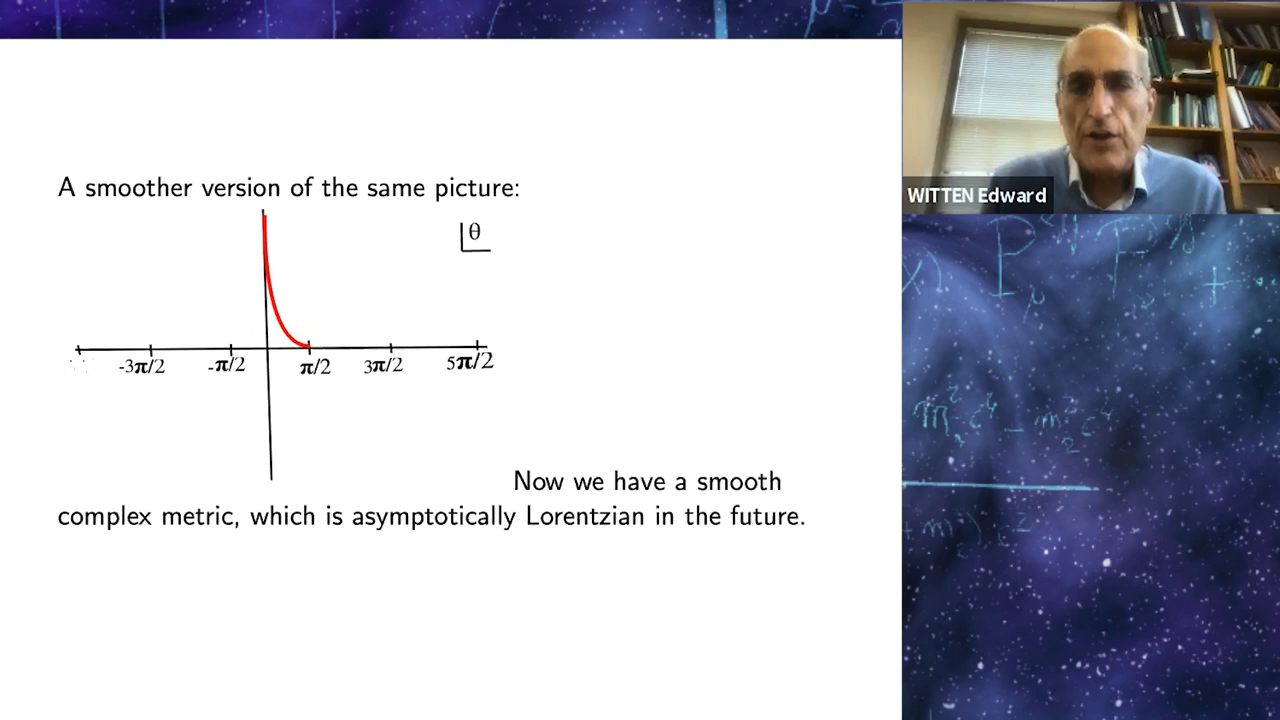 A smoother version of the same picture:
θ
-3π/2 -π/2 π/2 3π/2 5π/2
Now we have a smooth
complex metric, which is asymptotically Lorentzian in the future.
WITTEN Edward